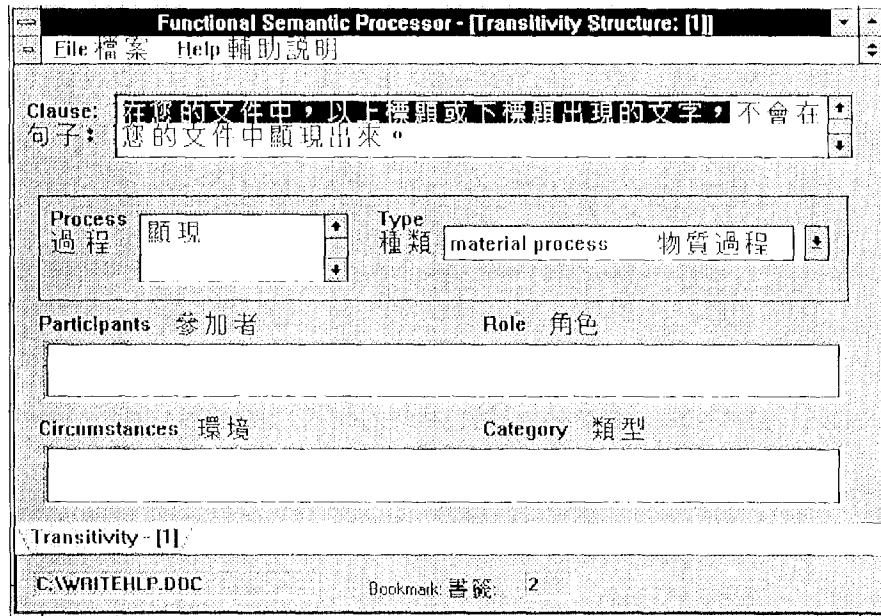 Functional Semantic Processor - [Transitivity Structure: [1]]
File 檔案 Help 輔助說明
Clause: 在您的文件中，以上標題或下標題出現的文字，不會在
句子： 您的文件中顯現出來。
Process 顯現 Type
過程 種類 material process 物質過程
Participants 參加者 Role 角色
Circumstances 環境 Category 類型
Transitivity - [1]
C:\WRITEHLP.DOC Bookmark: 書籤: 2